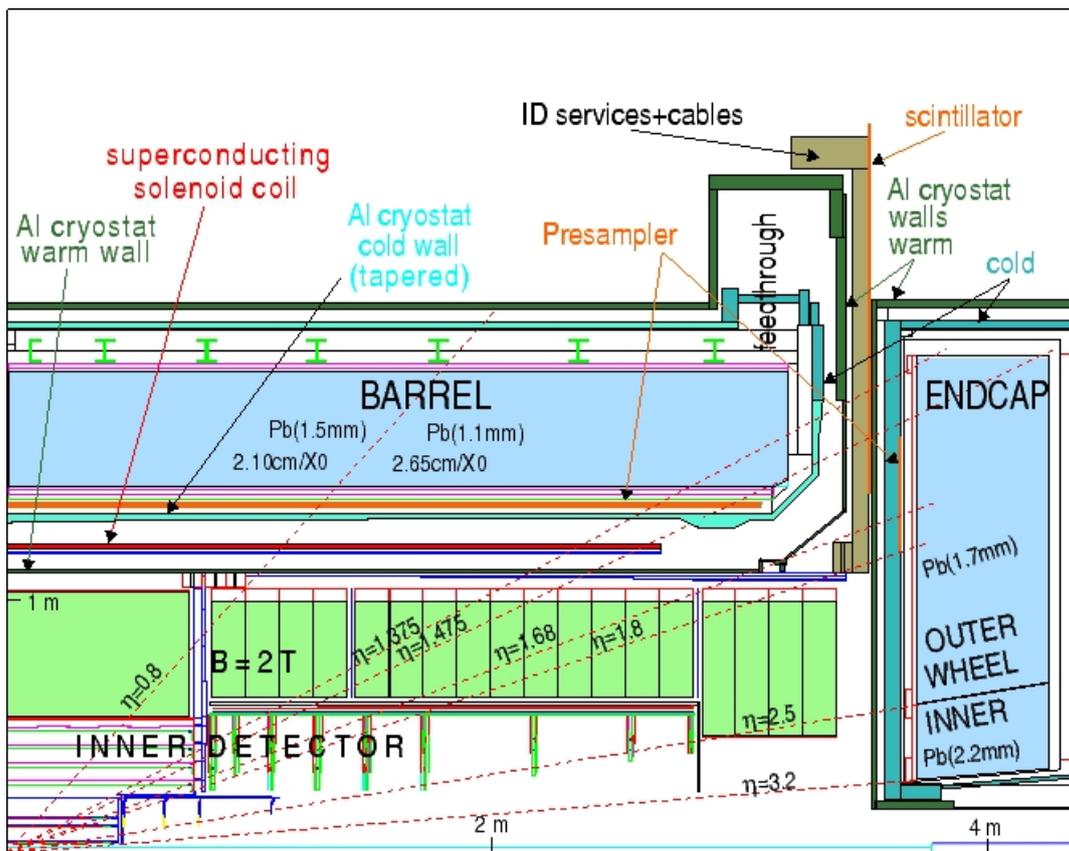 ID services+cables
scintillator
superconducting
solenoid coil
Al cryostat
warm wall
Al cryostat
cold wall
(tapered)
Presampler
feedthrough
Al cryostat
walls
warm
cold
BARREL
Pb(1.5mm)
Pb(1.1mm)
2.10cm/X0
2.65cm/X0
ENDCAP
Pb(1.7mm)
OUTER
WHEEL
INNER
Pb(2.2mm)
1 m
η=0.8
B=2T
η=1.375
η=1.475
η=1.68
η=1.8
η=2.5
η=3.2
INNER DETECTOR
2 m
4 m